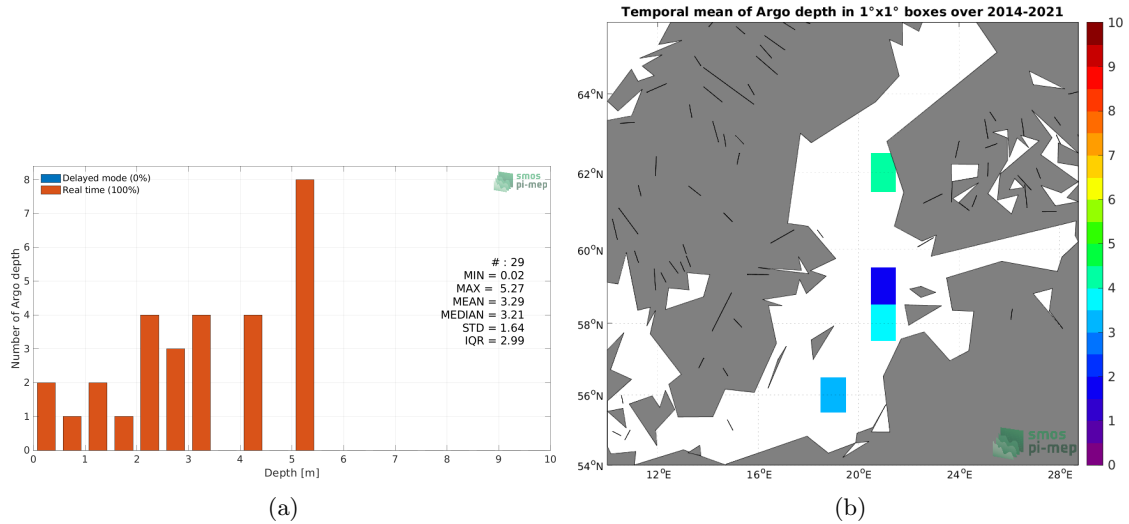 Delayed mode (0%)
Real time (100%)
smos
pi-mep
# : 29
MIN = 0.02
MAX = 5.27
MEAN = 3.29
MEDIAN = 3.21
STD = 1.64
IQR = 2.99
Number of Argo depth
8
7
6
5
4
3
2
1
0
0 1 2 3 4 5 6 7 8 9 10
Depth [m]
(a)
Temporal mean of Argo depth in 1°x1° boxes over 2014-2021
64°N
62°N
60°N
58°N
56°N
54°N
12°E 16°E 20°E 24°E 28°E
smos
pi-mep
10
9
8
7
6
5
4
3
2
1
0
(b)